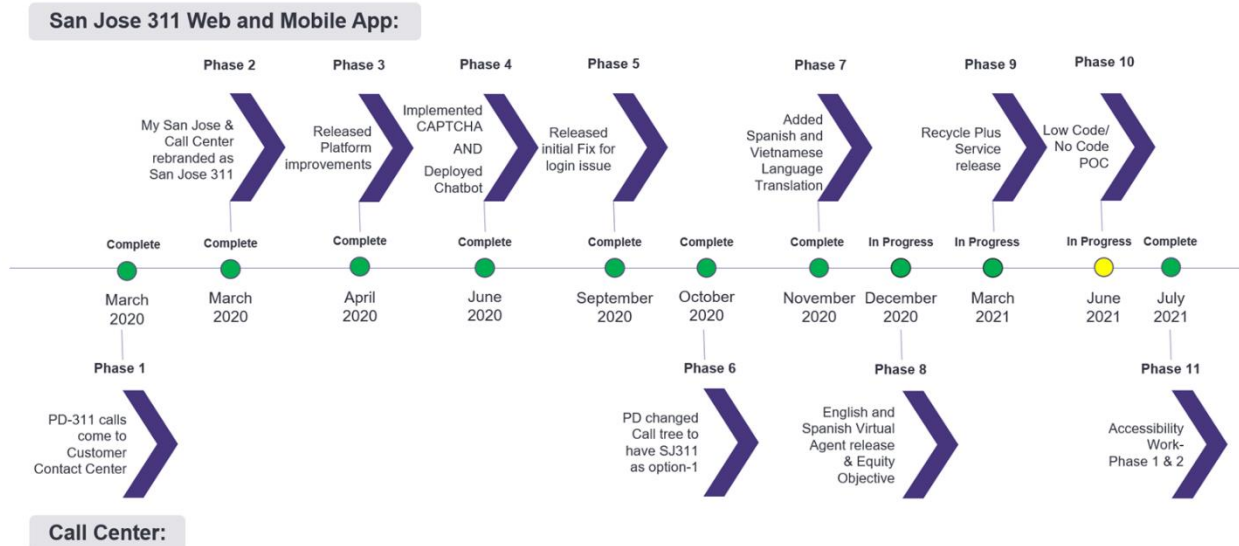 San Jose 311 Web and Mobile App:
Phase 2
Phase 3
Phase 4
Phase 5
Phase 7
Phase 9
Phase 10
My San Jose &
Call Center
rebranded as
San Jose 311
Released
Platform
improvements
Implemented
CAPTCHA
AND
Deployed
Chatbot
Released
initial Fix for
login issue
Added
Spanish and
Vietnamese
Language
Translation
Recycle Plus
Service
release
Low Code/
No Code
POC
Complete
Complete
Complete
Complete
Complete
Complete
Complete
In Progress
In Progress
In Progress
Complete
March
2020
March
2020
April
2020
June
2020
September
2020
October
2020
November
2020
December
2020
March
2021
June
2021
July
2021
Phase 1
Phase 6
Phase 8
Phase 11
PD-311 calls
come to
Customer
Contact Center
PD changed
Call tree to
have SJ311
as option-1
English and
Spanish Virtual
Agent release
& Equity
Objective
Accessibility
Work-
Phase 1 & 2
Call Center: